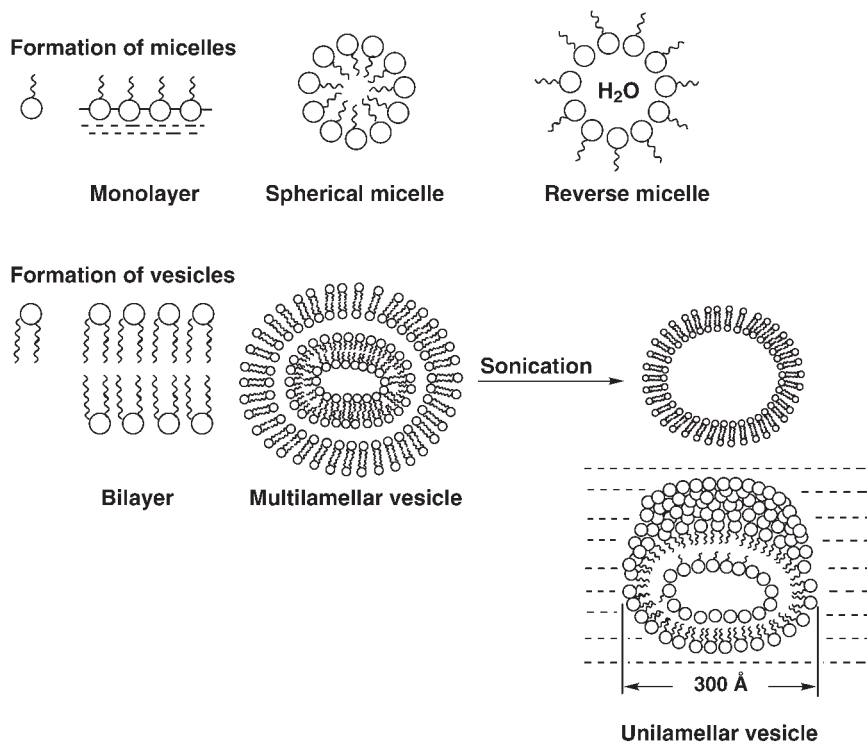 Formation of micelles
H₂O
Monolayer
Spherical micelle
Reverse micelle
Formation of vesicles
Sonication
Bilayer
Multilamellar vesicle
300 Å
Unilamellar vesicle